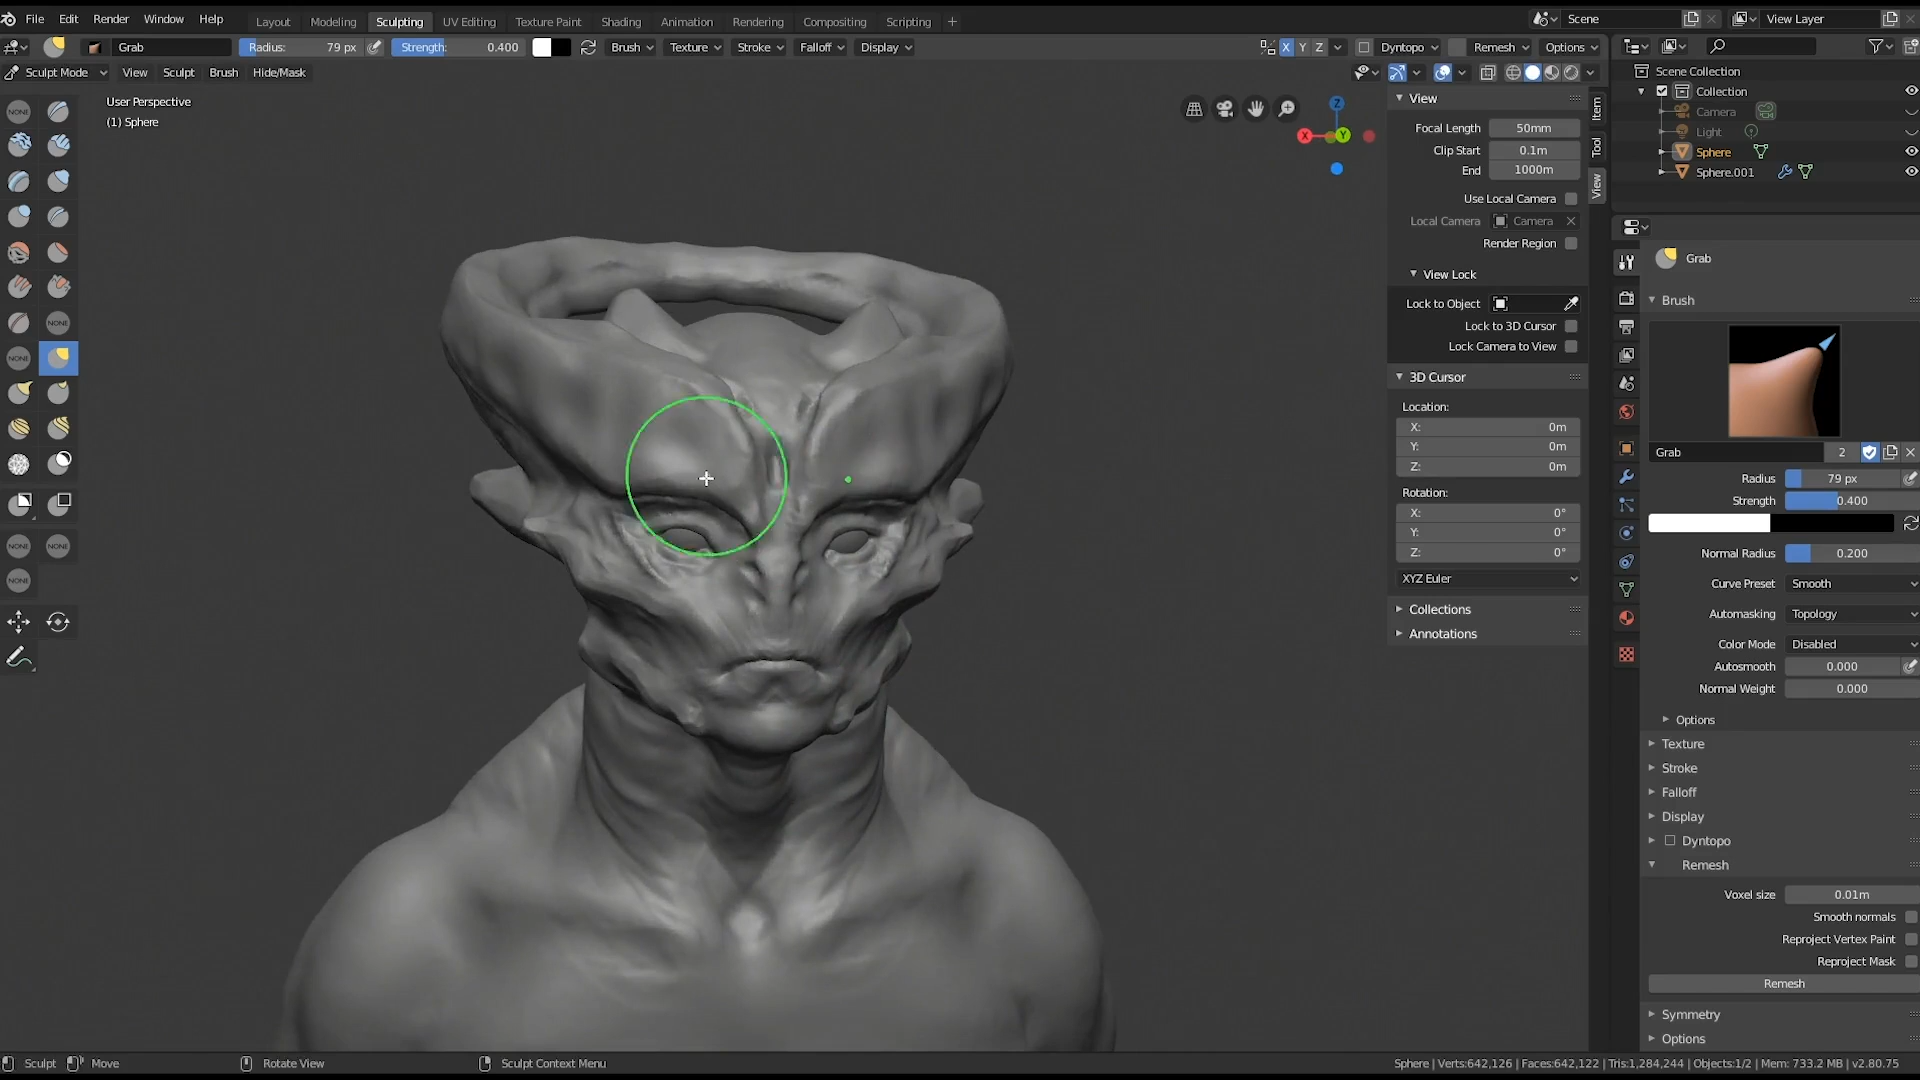 File Edit Render Window Help Layout Modeling Sculpting UV Editing Texture Paint Shading Animation Rendering Compositing Scripting + Scene View Layer
Grab Radius: 79 px Strength: 0.400 Brush Texture Stroke Falloff Display X Y Z Dyntopo Remesh Options
Sculpt Mode View Sculpt Brush Hide/Mask
User Perspective
(1) Sphere
NONE
NONE
NONE
NONE NONE
NONE
Z
X Y
View
Focal Length 50mm
Clip Start 0.1m
End 1000m
Use Local Camera
Local Camera Camera
Render Region
View Lock
Lock to Object
Lock to 3D Cursor
Lock Camera to View
3D Cursor
Location:
X: 0m
Y: 0m
Z: 0m
Rotation:
X: 0°
Y: 0°
Z: 0°
XYZ Euler
Collections
Annotations
Item
Tool
View
Scene Collection
Collection
Camera
Light
Sphere
Sphere.001
Grab
Brush
Grab 2
Radius 79 px
Strength 0.400
Normal Radius 0.200
Curve Preset Smooth
Automasking Topology
Color Mode Disabled
Autosmooth 0.000
Normal Weight 0.000
Options
Texture
Stroke
Falloff
Display
Dyntopo
Remesh
Voxel size 0.01m
Smooth normals
Reproject Vertex Paint
Reproject Mask
Remesh
Symmetry
Options
Sculpt Move Rotate View Sculpt Context Menu Sphere | Verts:642,126 | Faces:642,122 | Tris:1,284,244 | Objects:1/2 | Mem: 733.2 MB | v2.80.75